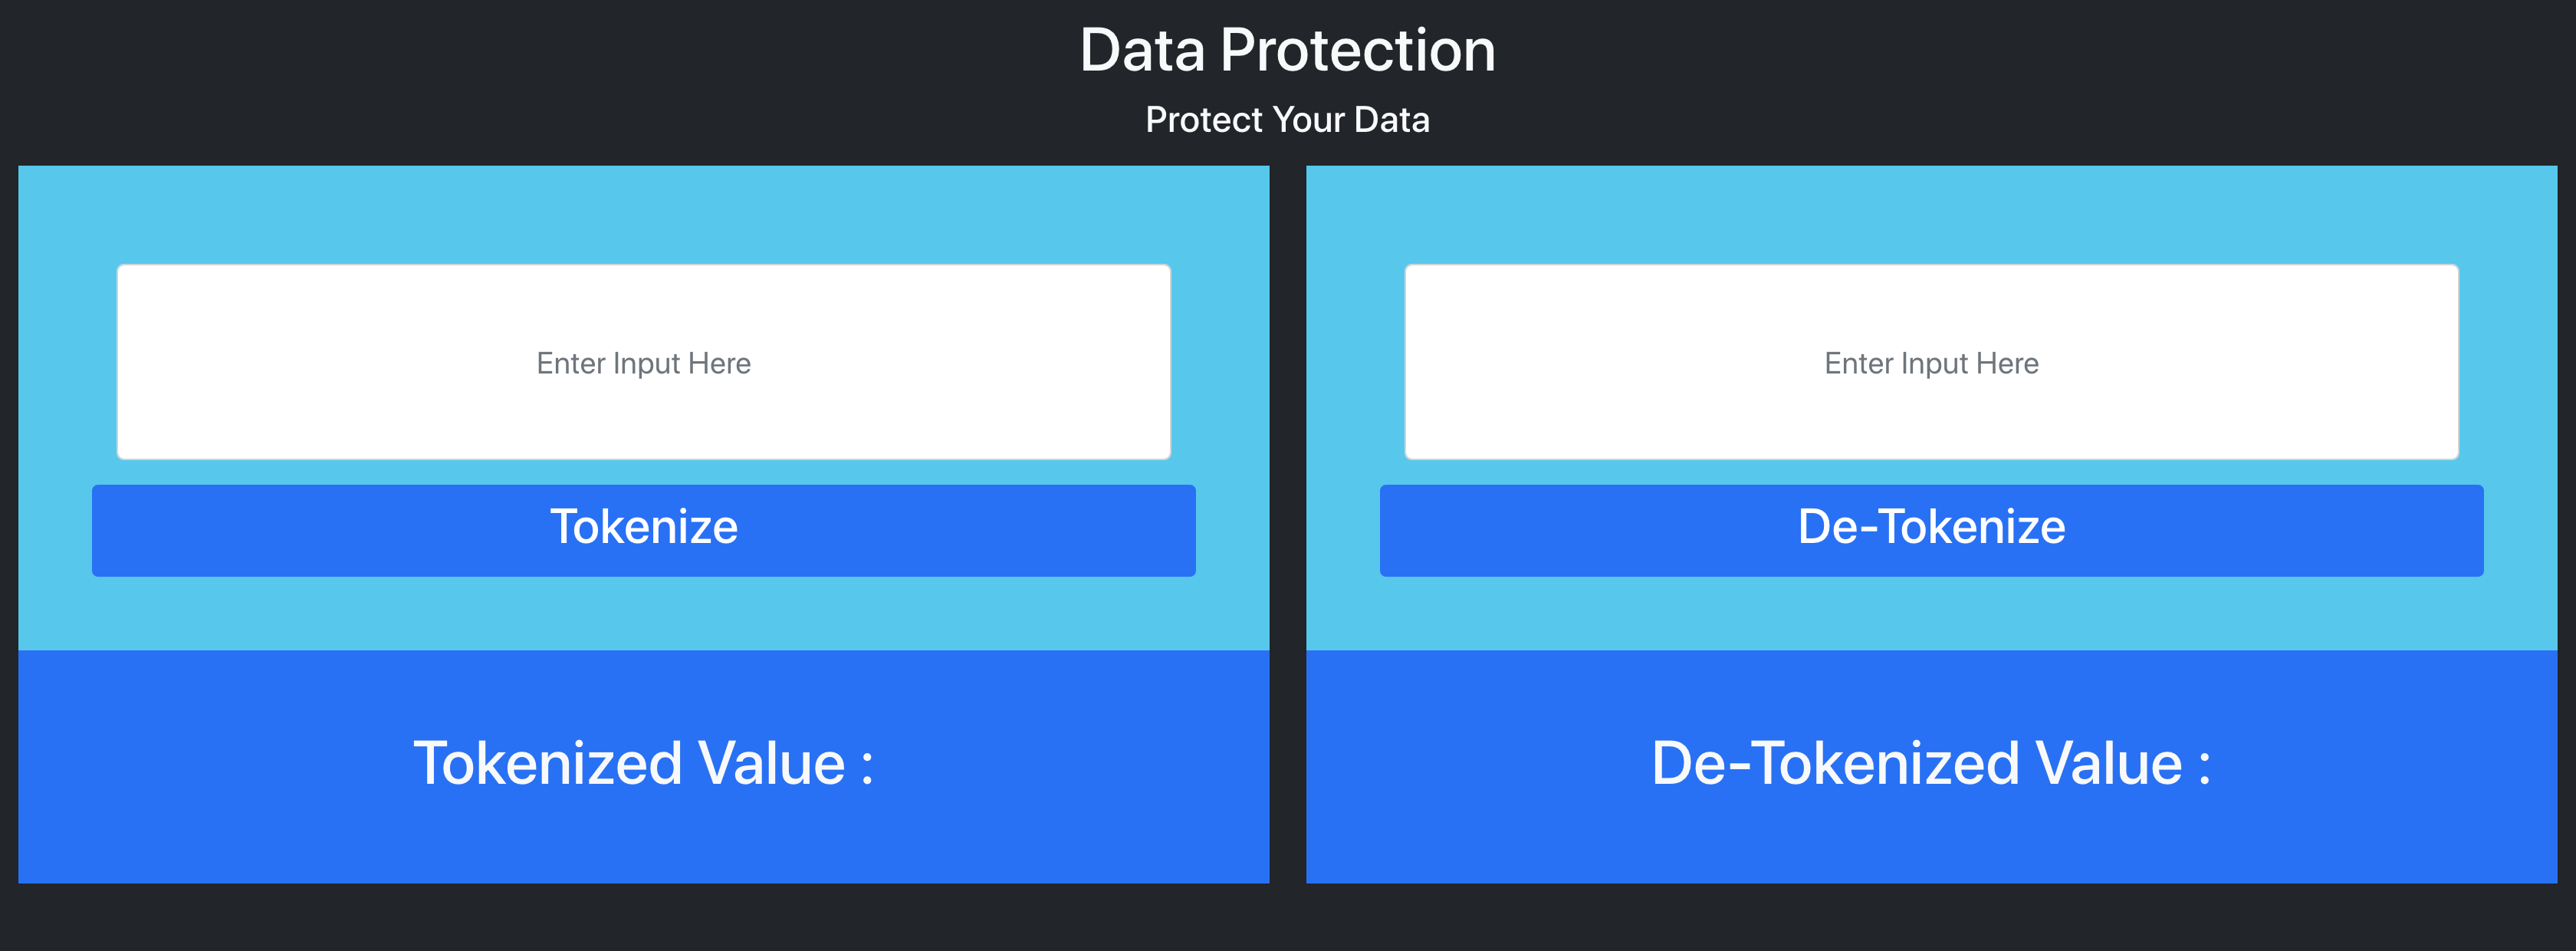 Data Protection
Protect Your Data
Enter Input Here
Tokenize
Tokenized Value :
Enter Input Here
De-Tokenize
De-Tokenized Value :